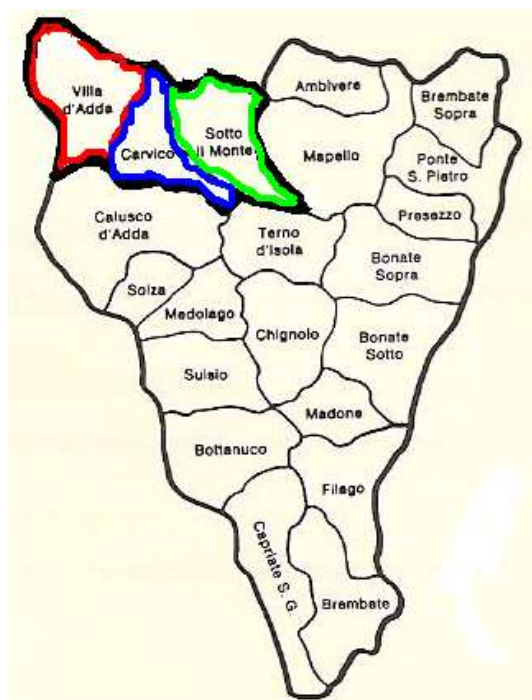 Villa
d'Adda
Carvico
Sotto
Il Monte
Ambivere
Brembate
Sopra
Mapello
Ponte
S. Pietro
Presezzo
Calusco
d'Adda
Terno
d'Isola
Bonate
Sopra
Solza
Medolago
Chignolo
Bonate
Sotto
Suisio
Madone
Bottanuco
Filago
Capriate S. G.
Brembate